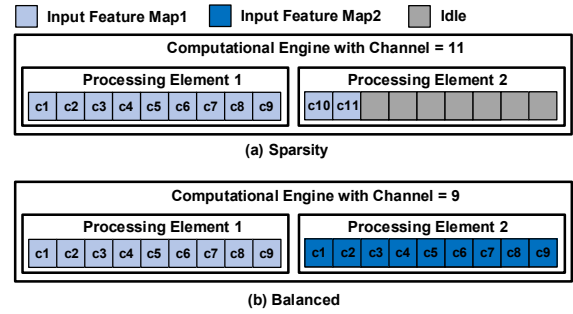 Input Feature Map1 Input Feature Map2 Idle
Computational Engine with Channel = 11
Processing Element 1 Processing Element 2
c1 c2 c3 c4 c5 c6 c7 c8 c9 c10 c11
(a) Sparsity
Computational Engine with Channel = 9
Processing Element 1 Processing Element 2
c1 c2 c3 c4 c5 c6 c7 c8 c9 c1 c2 c3 c4 c5 c6 c7 c8 c9
(b) Balanced